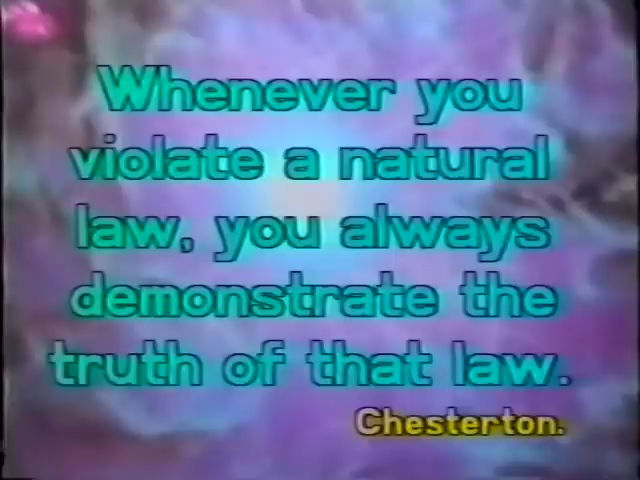 Whenever you
violate a natural
law, you always
demonstrate the
truth of that law.
Chesterton.